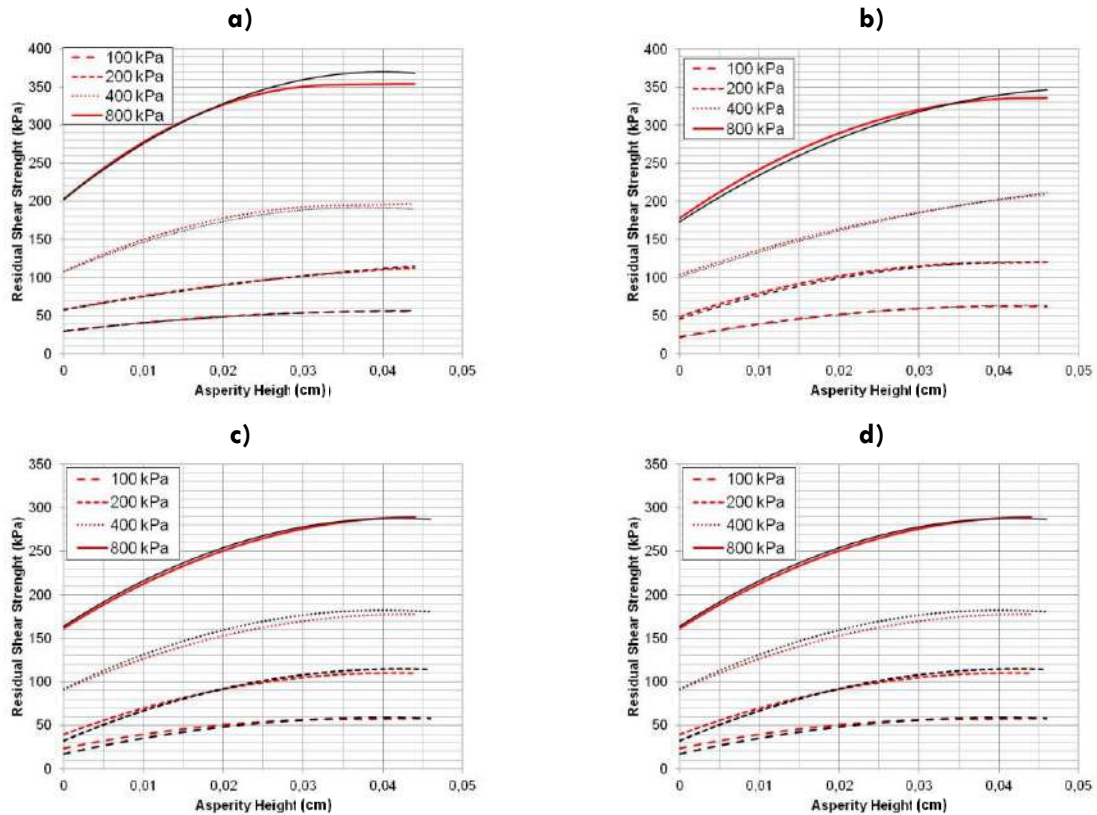 a)
400
350
300
250
200
150
100
50
0
Residual Shear Strenght (kPa)
100 kPa
200 kPa
400 kPa
800 kPa
0 0,01 0,02 0,03 0,04 0,05
Asperity Heigh (cm)
b)
400
350
300
250
200
150
100
50
0
Residual Shear Strenght (kPa)
100 kPa
200 kPa
400 kPa
800 kPa
0 0,01 0,02 0,03 0,04 0,05
Asperity Height (cm)
c)
350
300
250
200
150
100
50
0
Residual Shear Strenght (kPa)
100 kPa
200 kPa
400 kPa
800 kPa
0 0,01 0,02 0,03 0,04 0,05
Asperity Height (cm)
d)
350
300
250
200
150
100
50
0
Residual Shear Strenght (kPa)
100 kPa
200 kPa
400 kPa
800 kPa
0 0,01 0,02 0,03 0,04 0,05
Asperity Height (cm)